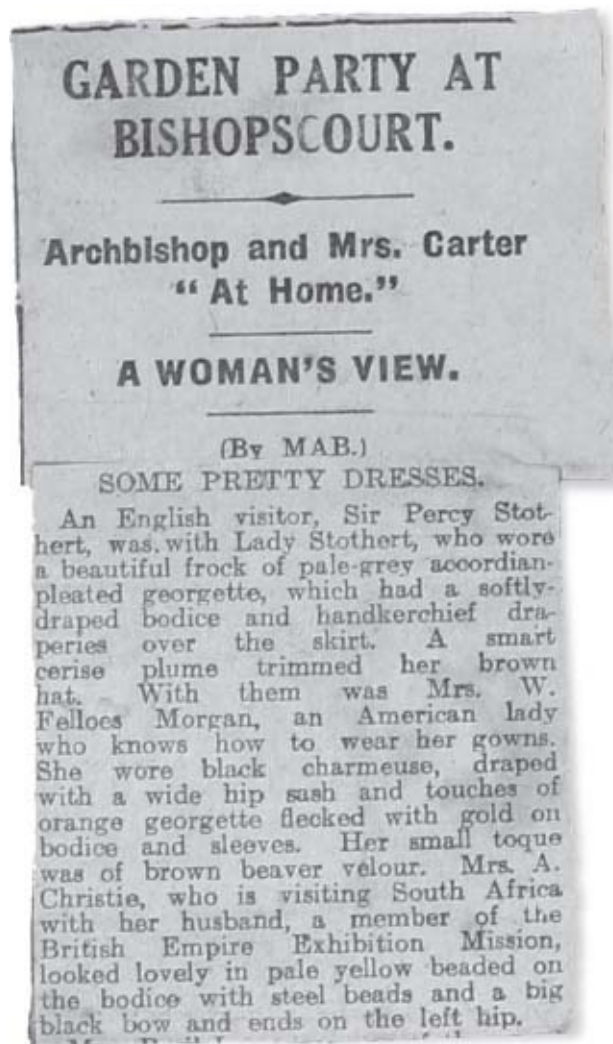 GARDEN PARTY AT
BISHOPSCOURT.
Archbishop and Mrs. Carter
“At Home.”
A WOMAN'S VIEW.
(By MAB.)
SOME PRETTY DRESSES.
An English visitor, Sir Percy Stot-
hert, was with Lady Stothert, who wore
a beautiful frock of pale-grey accordian-
pleated georgette, which had a softly-
draped bodice and handkerchief dra-
peries over the skirt. A smart
cerise plume trimmed her brown
hat. With them was Mrs. W.
Felloes Morgan, an American lady
who knows how to wear her gowns.
She wore black charmeuse, draped
with a wide hip sash and touches of
orange georgette flecked with gold on
bodice and sleeves. Her small toque
was of brown beaver velour. Mrs. A.
Christie, who is visiting South Africa
with her husband, a member of the
British Empire Exhibition Mission,
looked lovely in pale yellow beaded on
the bodice with steel beads and a big
black bow and ends on the left hip.